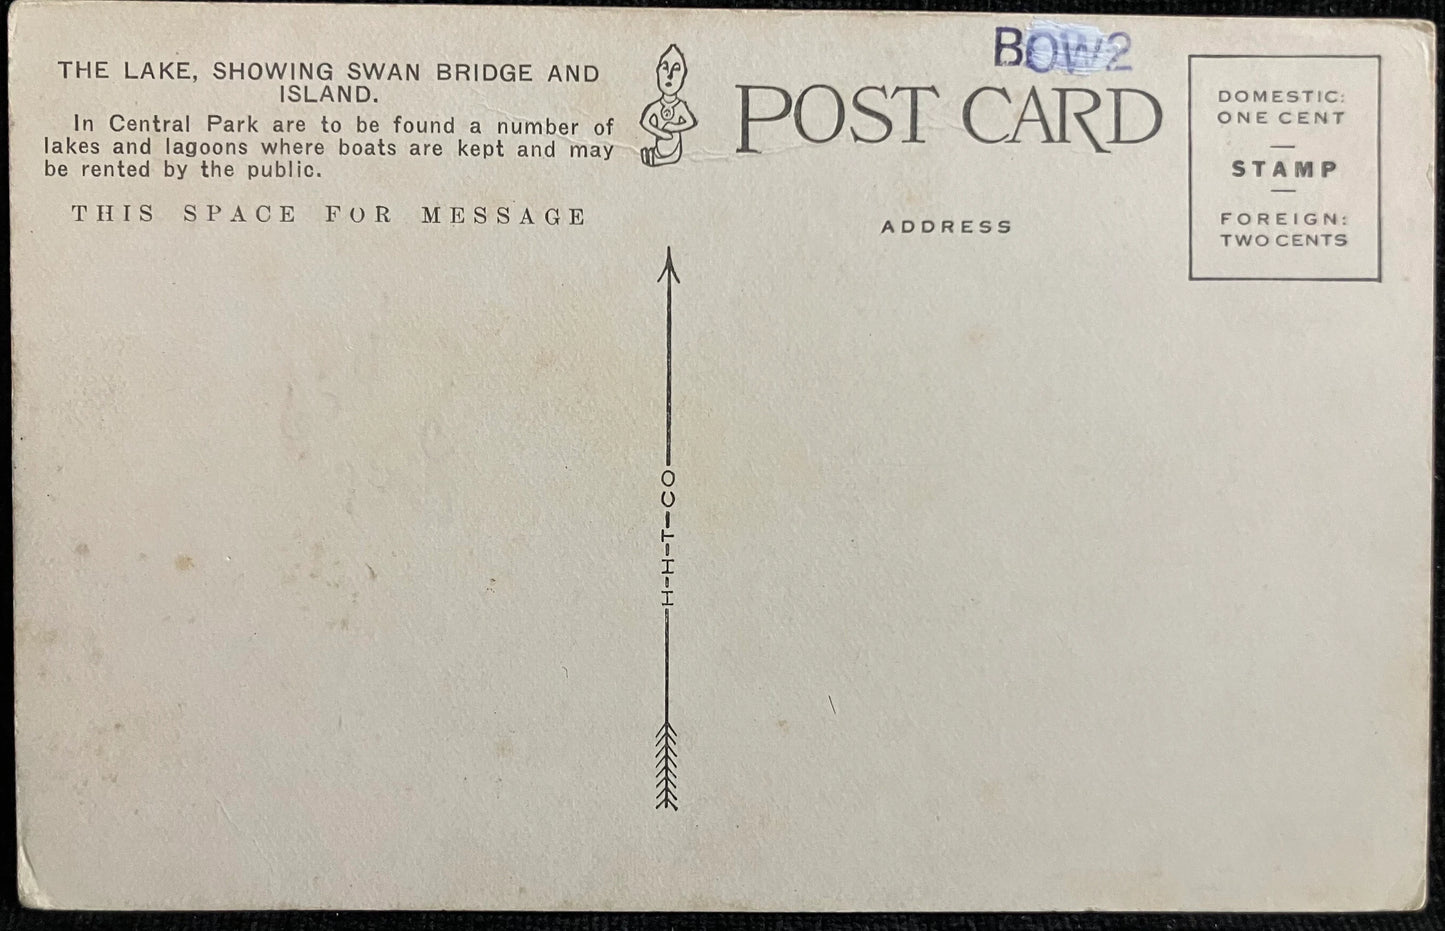 THE LAKE, SHOWING SWAN BRIDGE AND
ISLAND.
In Central Park are to be found a number of
lakes and lagoons where boats are kept and may
be rented by the public.
THIS SPACE FOR MESSAGE
H-H-T-CO
BOW2
POST CARD
ADDRESS
DOMESTIC:
ONE CENT
STAMP
FOREIGN:
TWO CENTS